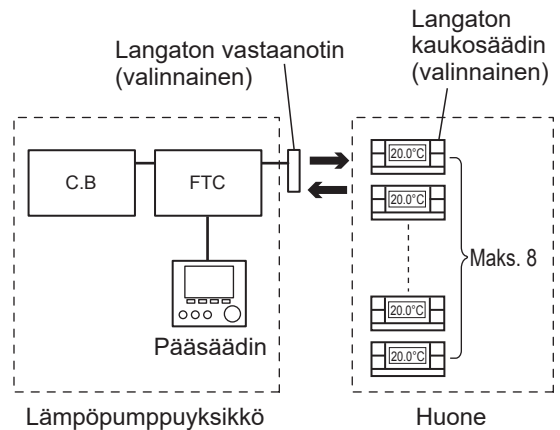 Langaton vastaanotin
(valinnainen)
Langaton
kaukosäädin
(valinnainen)
C.B
FTC
Pääsäädin
20.0°C
20.0°C
20.0°C
20.0°C
Maks. 8
Lämpöpumppuyksikkö
Huone